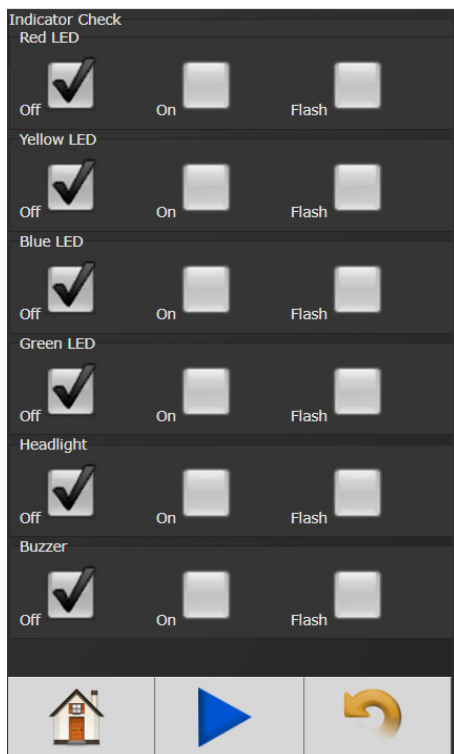 Indicator Check
Red LED
Off On Flash
Yellow LED
Off On Flash
Blue LED
Off On Flash
Green LED
Off On Flash
Headlight
Off On Flash
Buzzer
Off On Flash